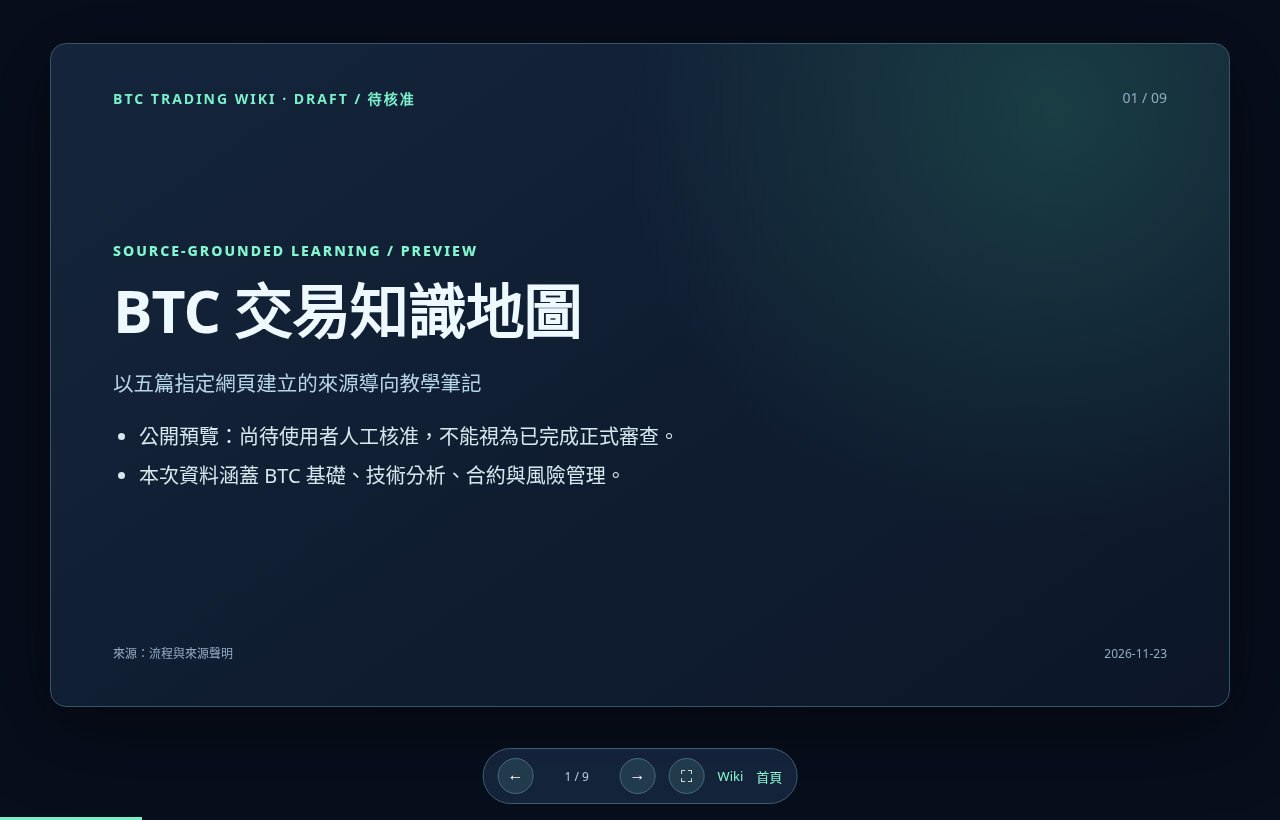 BTC TRADING WIKI · DRAFT / 待核准
01 / 09
SOURCE-GROUNDED LEARNING / PREVIEW
BTC 交易知識地圖
以五篇指定網頁建立的來源導向教學筆記
• 公開預覽：尚待使用者人工核准，不能視為已完成正式審查。
• 本次資料涵蓋 BTC 基礎、技術分析、合約與風險管理。
來源：流程與來源聲明
2026-11-23
← 1 / 9 → ⛶ Wiki 首頁